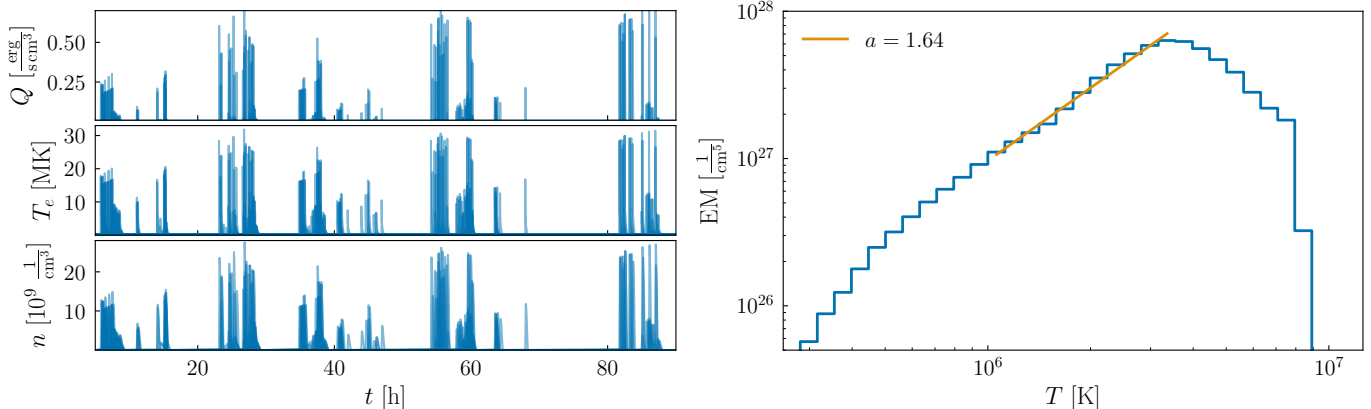 Q [erg/s cm³]
0.50
0.25
T_e [MK]
30
20
10
n [10⁹ 1/cm³]
20
10
20 40 60 80
t [h]
EM [1/cm⁵]
10²⁸
10²⁷
10²⁶
a = 1.64
10⁶ 10⁷
T [K]